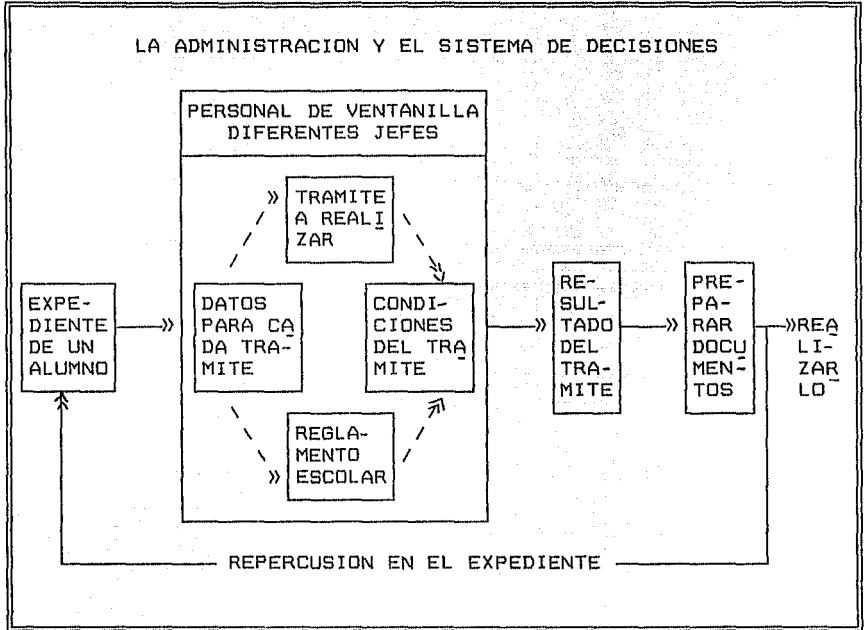 LA ADMINISTRACION Y EL SISTEMA DE DECISIONES
PERSONAL DE VENTANILLA
DIFERENTES JEFES
EXPE-
DIENTE
DE UN
ALUMNO
DATOS
PARA CA
DA TRA-
MITE
TRAMITE
A REALI
ZAR
REGLA-
MENTO
ESCOLAR
CONDI-
CIONES
DEL TRA
MITE
RE-
SUL-
TADO
DEL
TRA-
MITE
PRE-
PA-
RAR
DOCU
MEN-
TOS
REA
LI-
ZAR
LO
REPERCUSION EN EL EXPEDIENTE